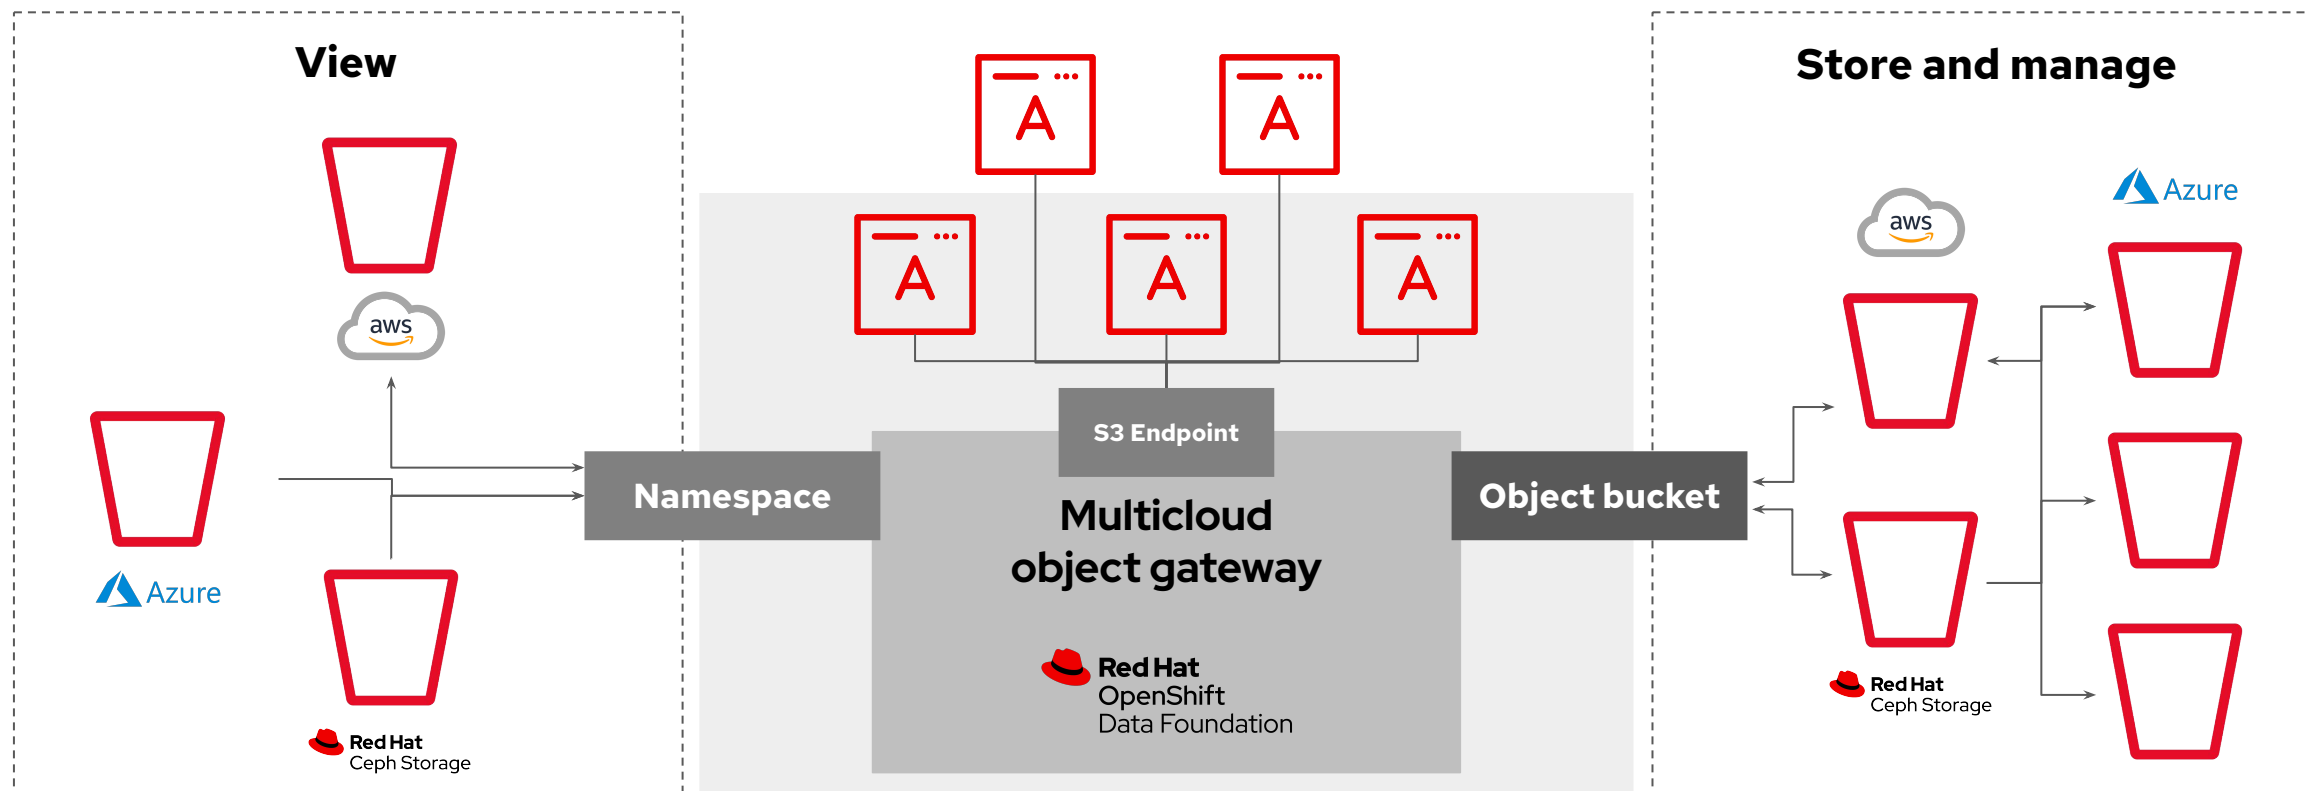 View
aws
Azure
Red Hat
Ceph Storage
A
A
A
A
A
S3 Endpoint
Namespace
Multicloud
object gateway
Red Hat
OpenShift
Data Foundation
Object bucket
Store and manage
aws
Azure
Red Hat
Ceph Storage